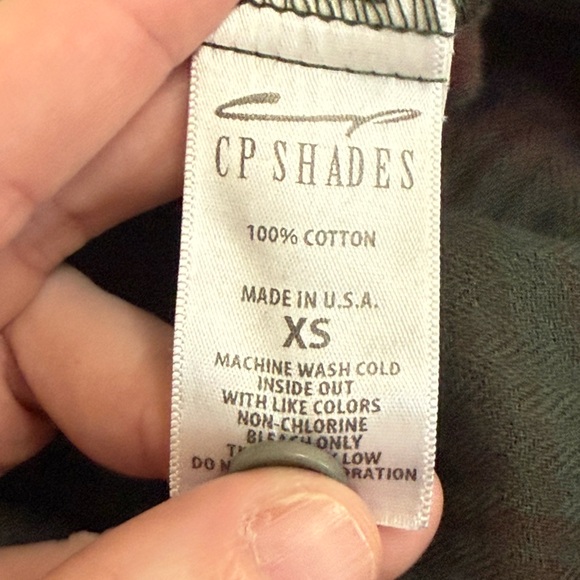 CP SHADES
100% COTTON
MADE IN U.S.A.
XS
MACHINE WASH COLD
INSIDE OUT
WITH LIKE COLORS
NON-CHLORINE
ONLY
LOW
DO